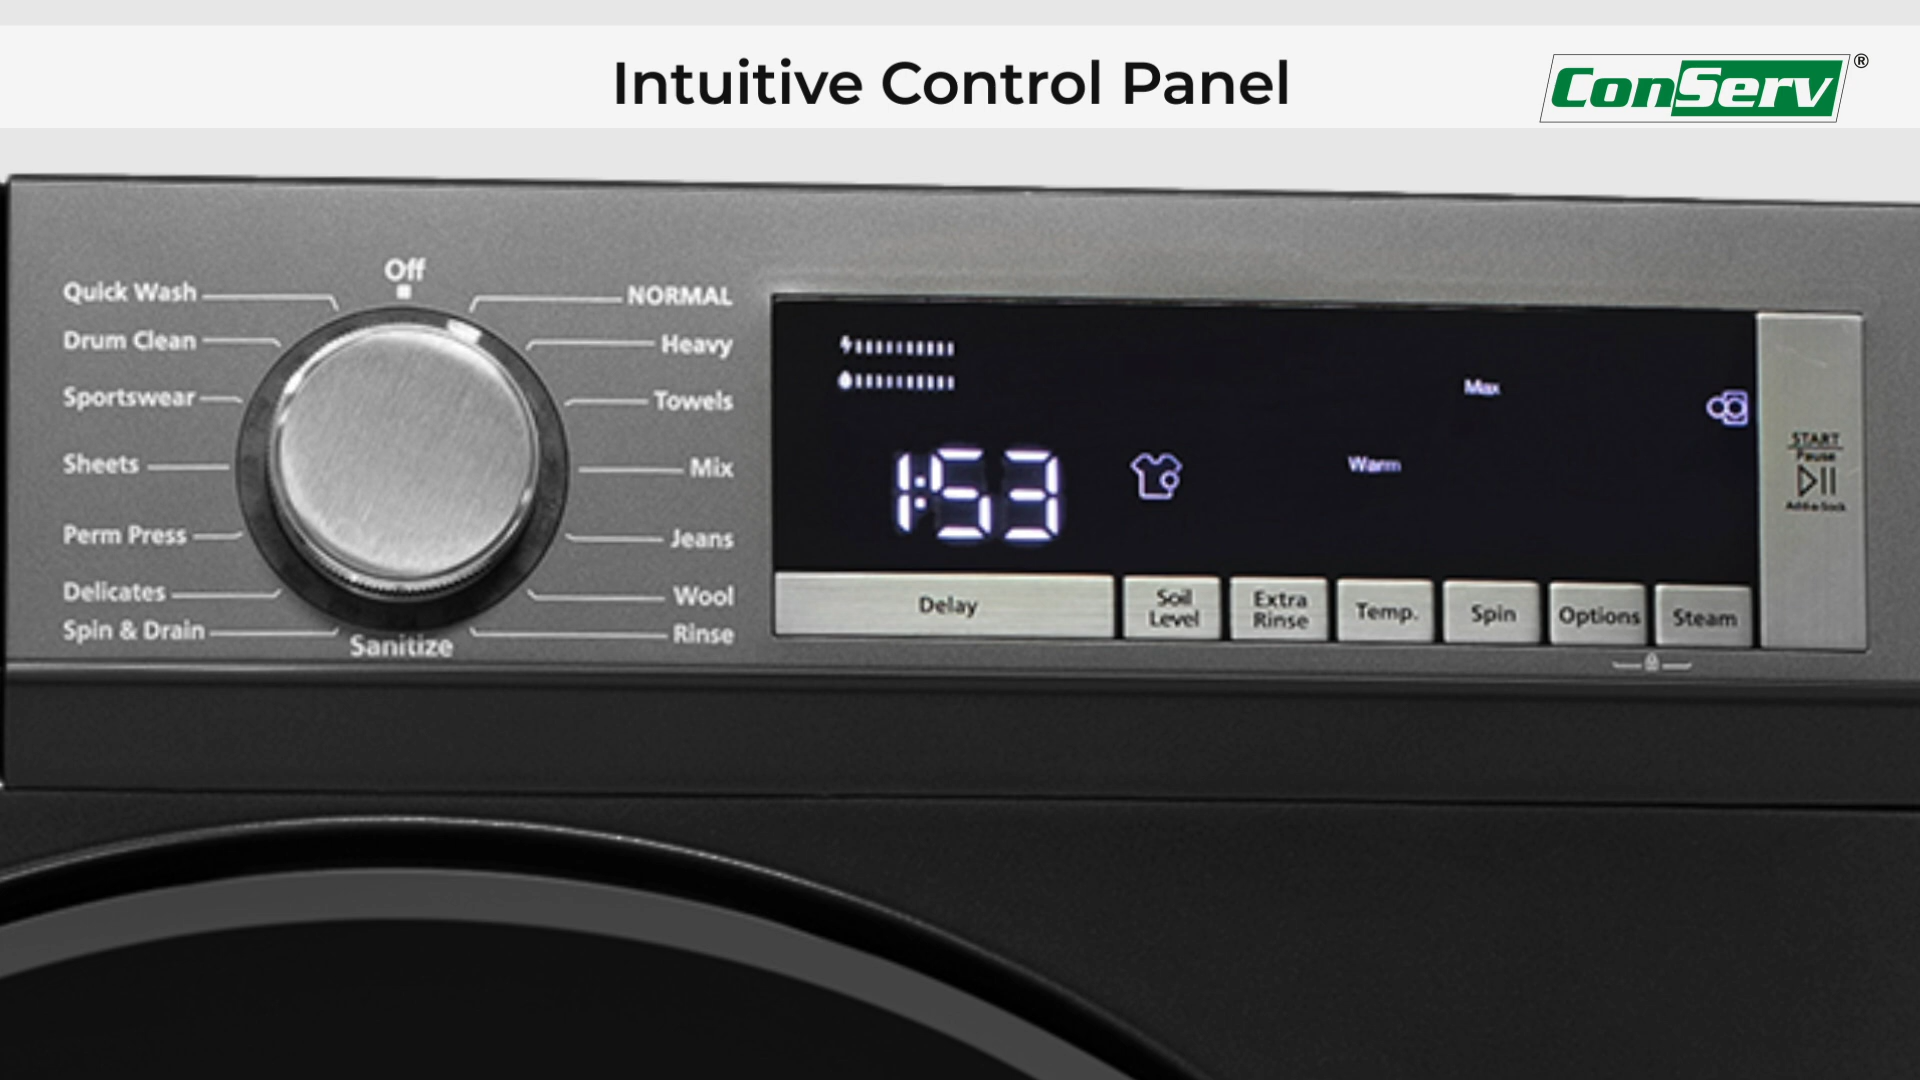 Intuitive Control Panel
ConServ®
Off
Quick Wash
Drum Clean
Sportswear
Sheets
Perm Press
Delicates
Spin & Drain
Sanitize
NORMAL
Heavy
Towels
Mix
Jeans
Wool
Rinse
1:53
Max
Warm
Delay
Soil
Level
Extra
Rinse
Temp.
Spin
Options
Steam
START
Pause
Add-a-Sock